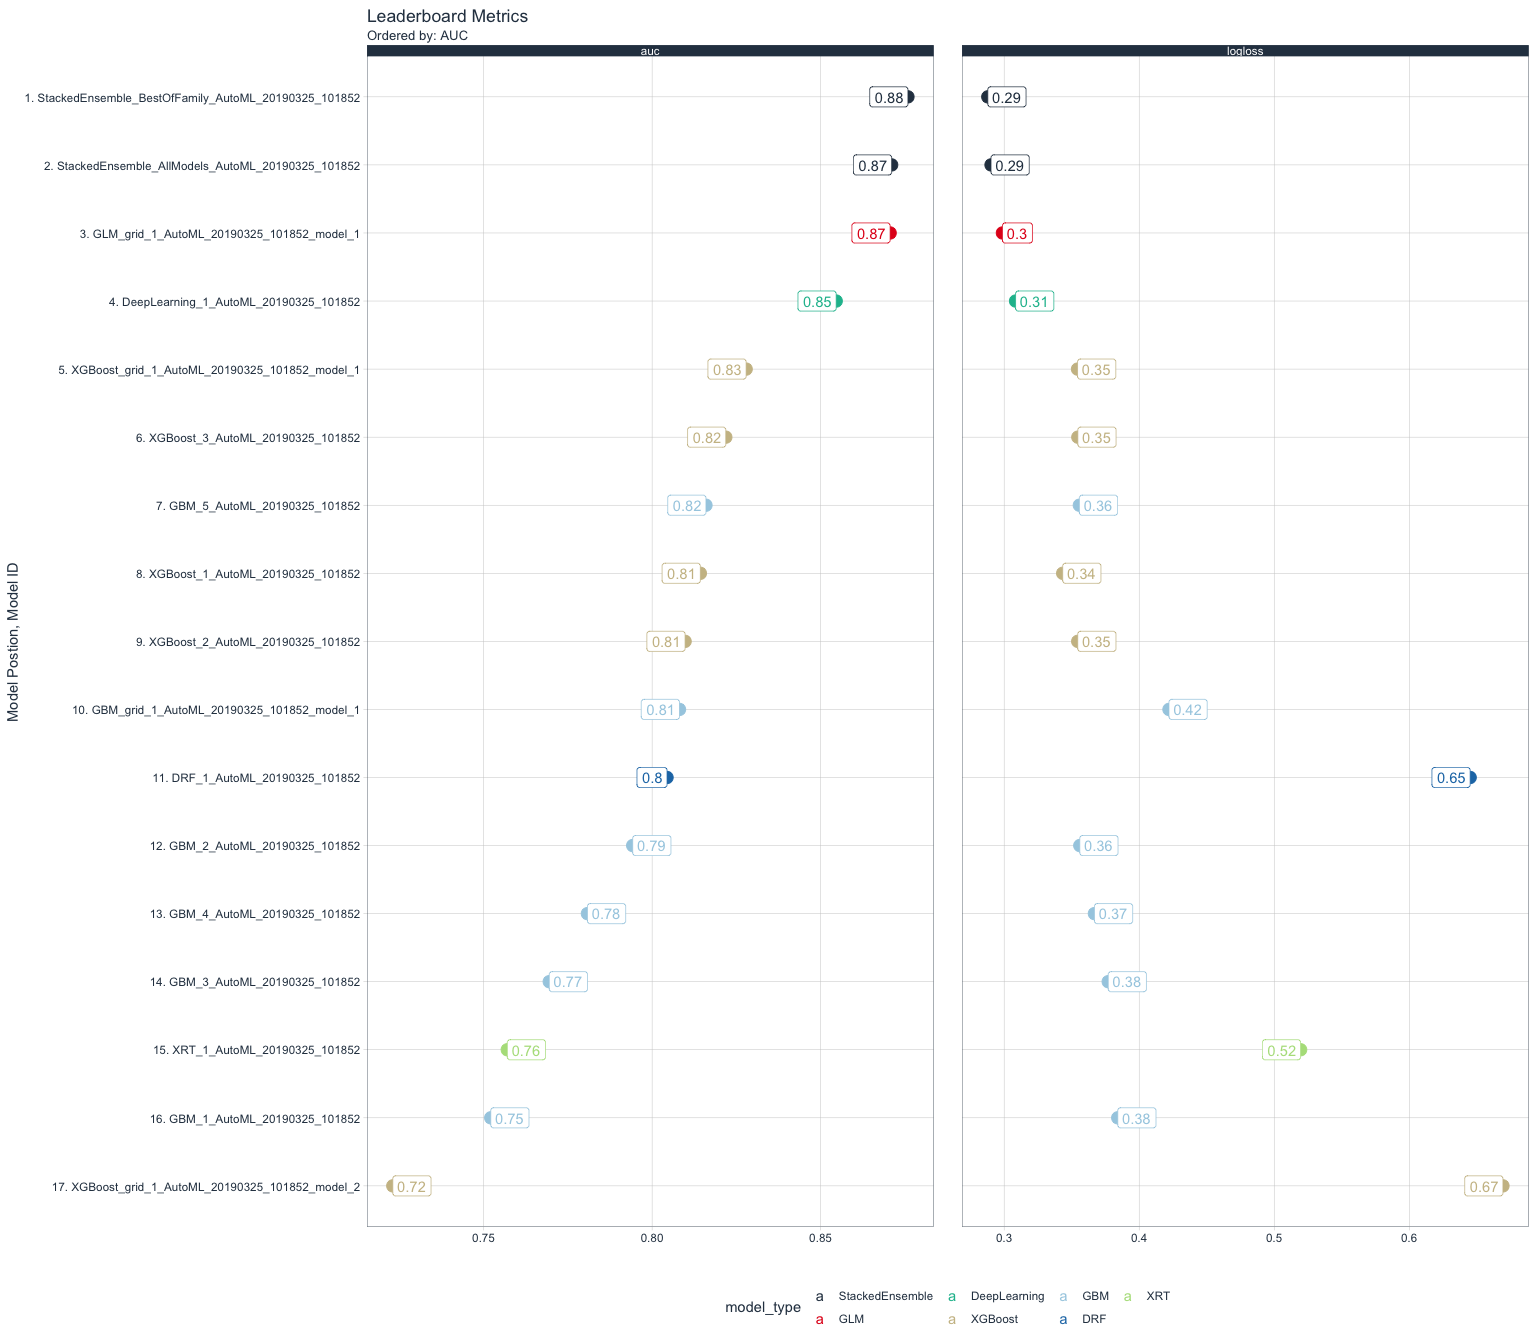 Leaderboard Metrics
Ordered by: AUC
auc
logloss
Model Postion, Model ID
1. StackedEnsemble_BestOfFamily_AutoML_20190325_101852 0.88 0.29
2. StackedEnsemble_AllModels_AutoML_20190325_101852 0.87 0.29
3. GLM_grid_1_AutoML_20190325_101852_model_1 0.87 0.3
4. DeepLearning_1_AutoML_20190325_101852 0.85 0.31
5. XGBoost_grid_1_AutoML_20190325_101852_model_1 0.83 0.35
6. XGBoost_3_AutoML_20190325_101852 0.82 0.35
7. GBM_5_AutoML_20190325_101852 0.82 0.36
8. XGBoost_1_AutoML_20190325_101852 0.81 0.34
9. XGBoost_2_AutoML_20190325_101852 0.81 0.35
10. GBM_grid_1_AutoML_20190325_101852_model_1 0.81 0.42
11. DRF_1_AutoML_20190325_101852 0.8 0.65
12. GBM_2_AutoML_20190325_101852 0.79 0.36
13. GBM_4_AutoML_20190325_101852 0.78 0.37
14. GBM_3_AutoML_20190325_101852 0.77 0.38
15. XRT_1_AutoML_20190325_101852 0.76 0.52
16. GBM_1_AutoML_20190325_101852 0.75 0.38
17. XGBoost_grid_1_AutoML_20190325_101852_model_2 0.72 0.67
0.75 0.80 0.85 0.3 0.4 0.5 0.6
model_type
a StackedEnsemble a DeepLearning a GBM a XRT
a GLM a XGBoost a DRF